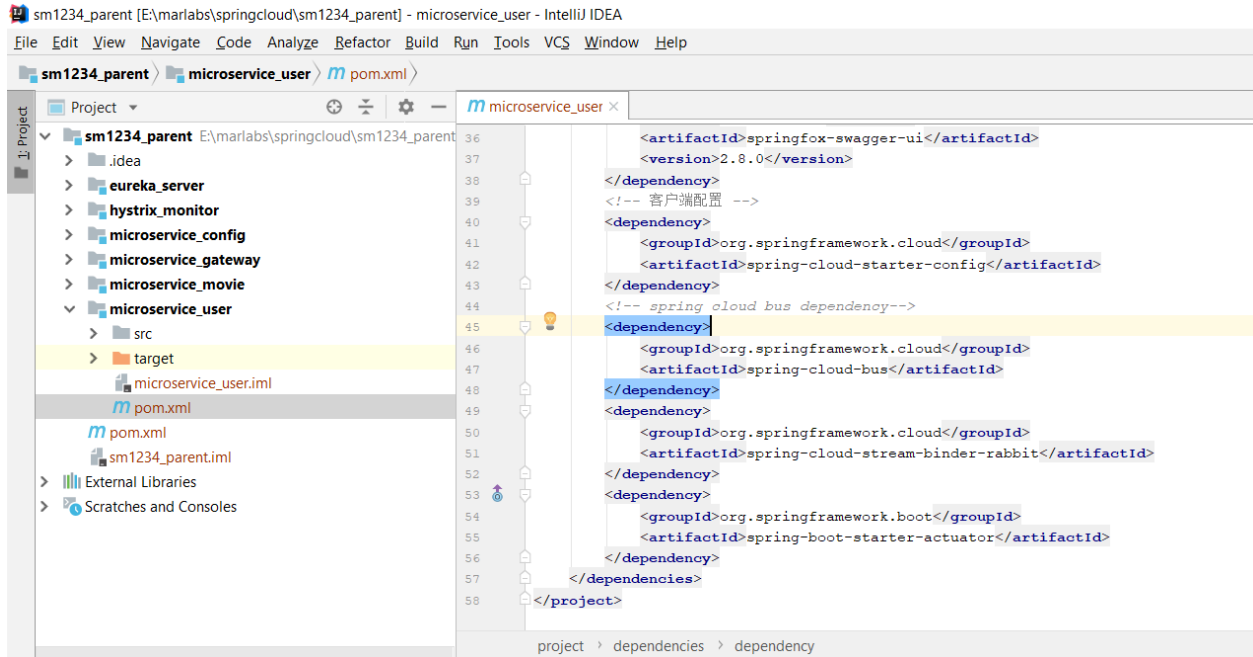 sm1234_parent [E:\marlabs\springcloud\sm1234_parent] - microservice_user - IntelliJ IDEA
File Edit View Navigate Code Analyze Refactor Build Run Tools VCS Window Help
sm1234_parent microservice_user m pom.xml
1: Project
Project
sm1234_parent E:\marlabs\springcloud\sm1234_parent
.idea
eureka_server
hystrix_monitor
microservice_config
microservice_gateway
microservice_movie
microservice_user
src
target
microservice_user.iml
m pom.xml
m pom.xml
sm1234_parent.iml
External Libraries
Scratches and Consoles
m microservice_user ×
36 <artifactId>springfox-swagger-ui</artifactId>
37 <version>2.8.0</version>
38 </dependency>
39 <!-- 客户端配置 -->
40 <dependency>
41 <groupId>org.springframework.cloud</groupId>
42 <artifactId>spring-cloud-starter-config</artifactId>
43 </dependency>
44 <!-- spring cloud bus dependency-->
45 <dependency>
46 <groupId>org.springframework.cloud</groupId>
47 <artifactId>spring-cloud-bus</artifactId>
48 </dependency>
49 <dependency>
50 <groupId>org.springframework.cloud</groupId>
51 <artifactId>spring-cloud-stream-binder-rabbit</artifactId>
52 </dependency>
53 <dependency>
54 <groupId>org.springframework.boot</groupId>
55 <artifactId>spring-boot-starter-actuator</artifactId>
56 </dependency>
57 </dependencies>
58 </project>
project › dependencies › dependency